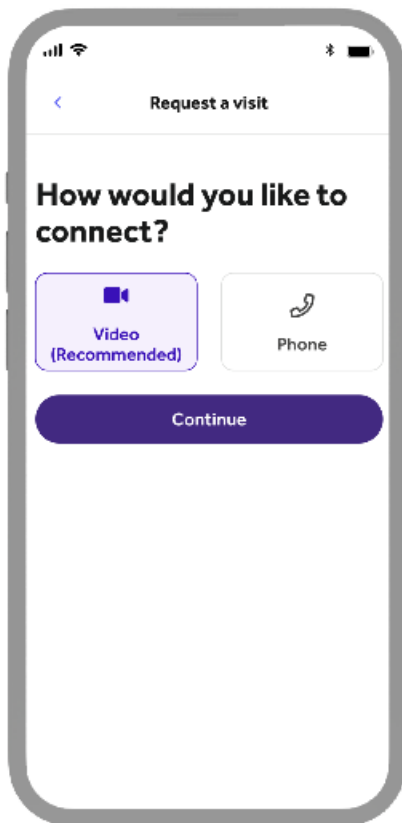 Request a visit
How would you like to
connect?
Video
(Recommended)
Phone
Continue